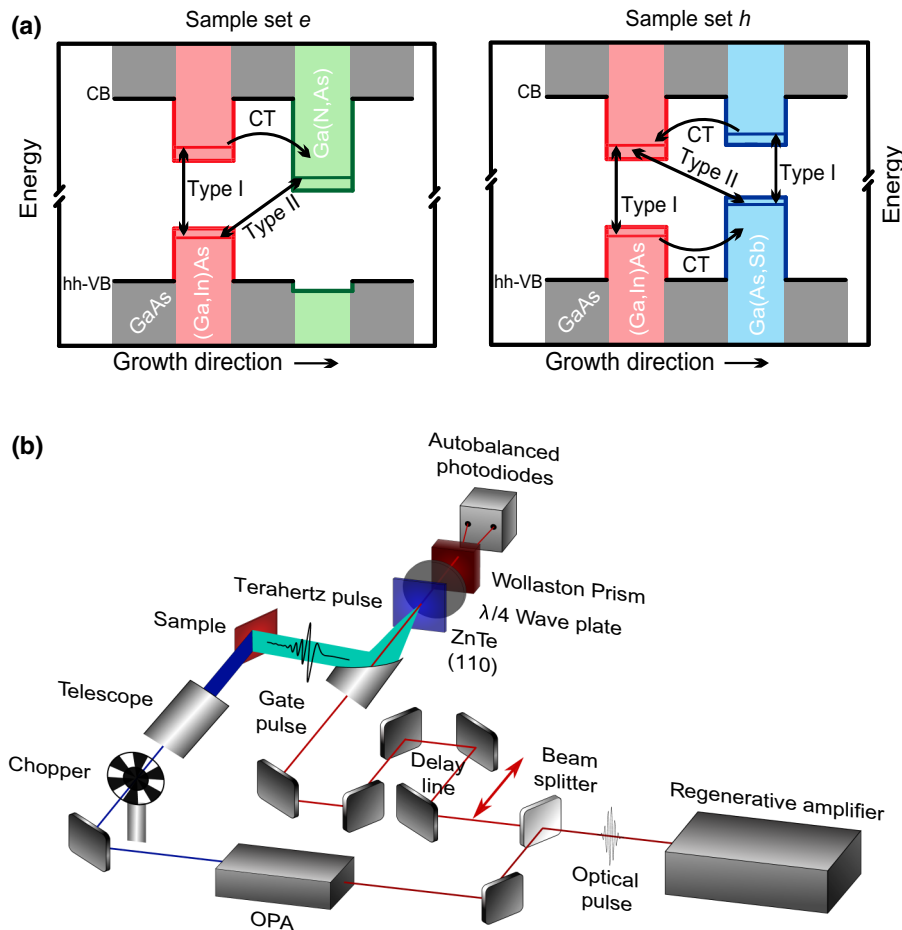 (a)
Sample set e
Sample set h
Energy
CB
CT
Ga(N,As)
Type I
Type II
hh-VB
GaAs
(Ga,In)As
Growth direction
CB
CT
Type II
Type I
Type I
hh-VB
CT
GaAs
(Ga,In)As
Ga(As,Sb)
Energy
Growth direction
(b)
Autobalanced
photodiodes
Wollaston Prism
λ/4 Wave plate
ZnTe
(110)
Terahertz pulse
Sample
Telescope
Gate
pulse
Chopper
Delay
line
Beam
splitter
Regenerative amplifier
Optical
pulse
OPA